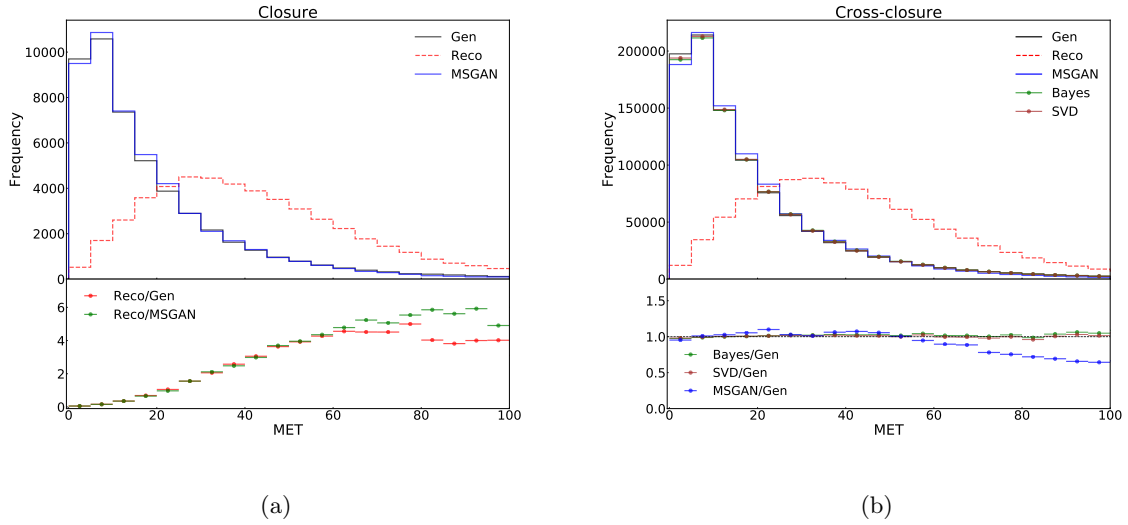 Closure
Frequency
10000
8000
6000
4000
2000
0
Gen
Reco
MSGAN
6
4
2
0
Reco/Gen
Reco/MSGAN
0 20 40 60 80 100
MET
(a)
Cross-closure
Frequency
200000
150000
100000
50000
0
Gen
Reco
MSGAN
Bayes
SVD
1.5
1.0
0.5
0.0
Bayes/Gen
SVD/Gen
MSGAN/Gen
0 20 40 60 80 100
MET
(b)